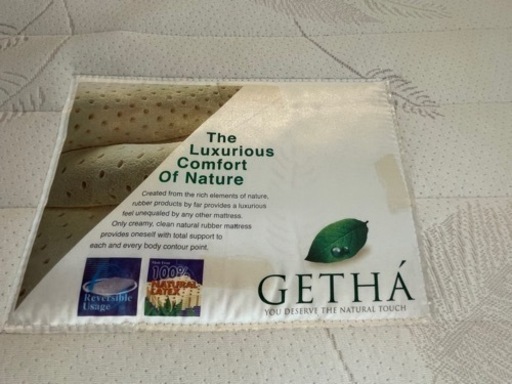 The
Luxurious
Comfort
Of Nature
Created from the rich elements of nature,
rubber products by far provides a luxurious
feel unequaled by any other mattress.
Only creamy, clean natural rubber mattress
provides oneself with total support to
each and every body contour point.
Reversible
Usage
100%
NATURAL
LATEX
GETHÁ
YOU DESERVE THE NATURAL TOUCH